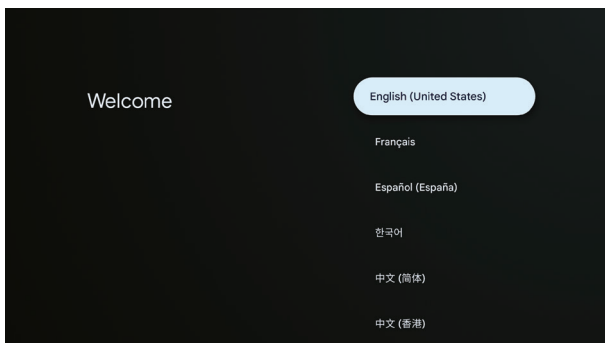 Welcome
English (United States)
Français
Español (España)
한국어
中文 (简体)
中文 (香港)